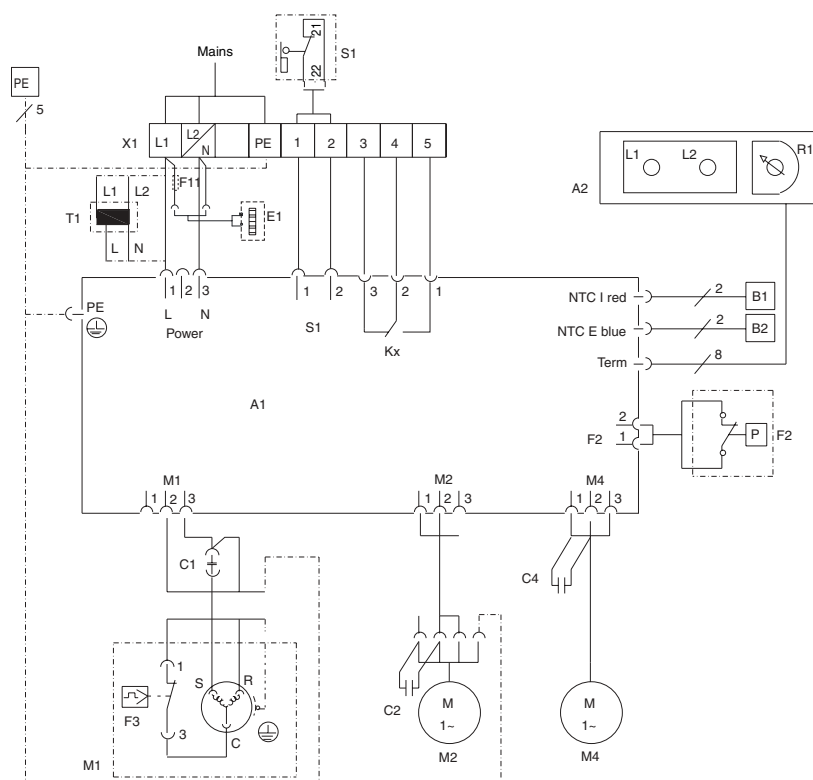 Mains
21
22
S1
PE
5
X1
L1
L2
N
PE
1
2
3
4
5
L1
L2
R1
A2
F11
L1
L2
T1
E1
L
N
1
2
3
1
2
3
2
1
PE
L
N
Power
S1
Kx
NTC I red
2
B1
NTC E blue
2
B2
Term
8
A1
2
1
F2
P
F2
M1
1
2
3
M2
1
2
3
M4
1
2
3
C1
C4
1
S
R
F3
3
C
M1
C2
M
1~
M2
M
1~
M4